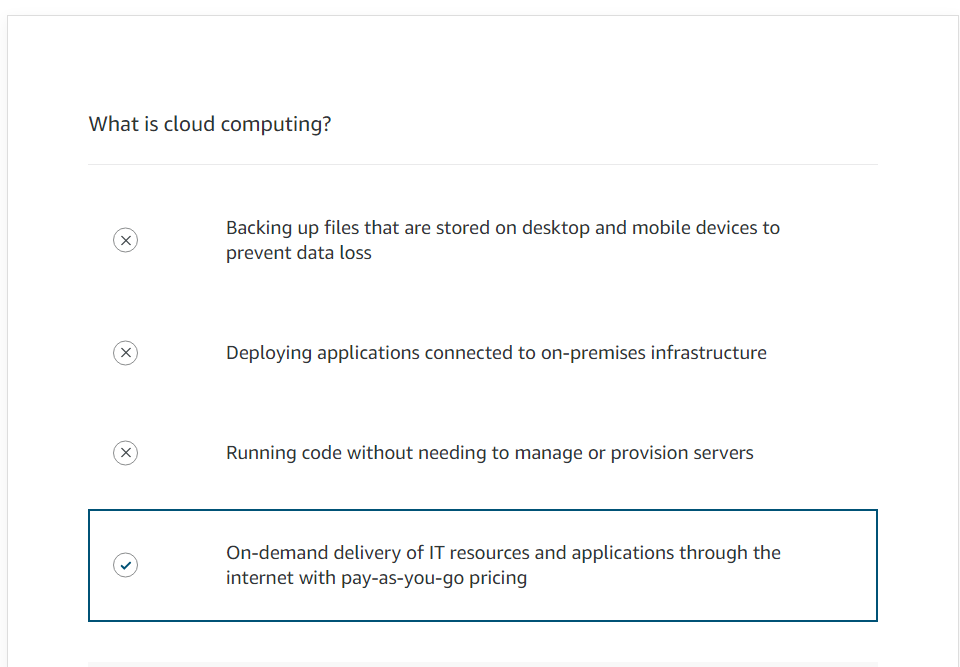 What is cloud computing?
Backing up files that are stored on desktop and mobile devices to
prevent data loss
Deploying applications connected to on-premises infrastructure
Running code without needing to manage or provision servers
On-demand delivery of IT resources and applications through the
internet with pay-as-you-go pricing